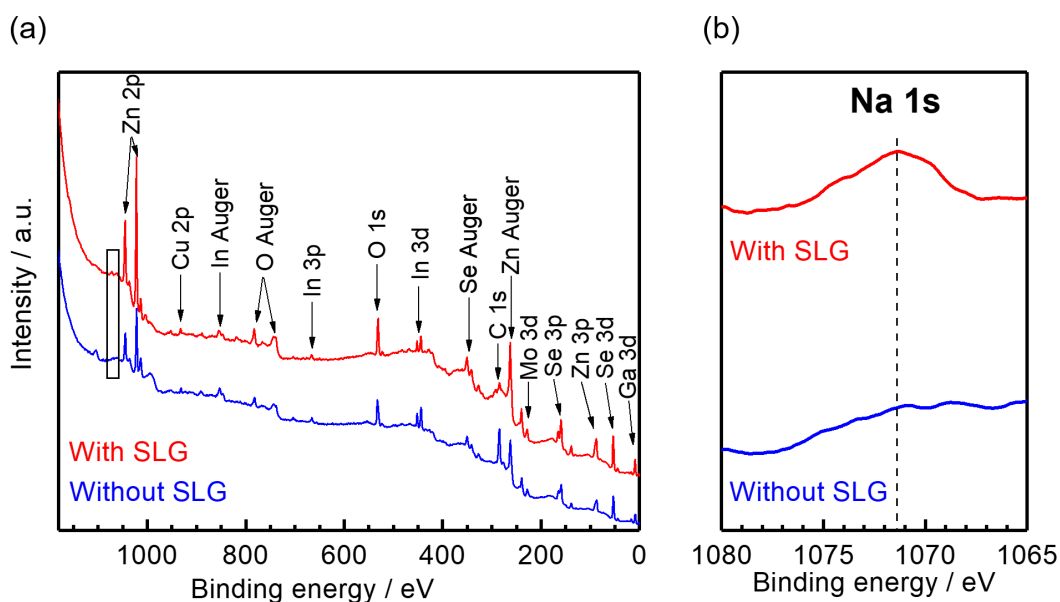 (a)
Intensity / a.u.
Zn 2p
Cu 2p
In Auger
O Auger
In 3p
O 1s
In 3d
Se Auger
C 1s
Zn Auger
Mo 3d
Se 3p
Zn 3p
Se 3d
Ga 3d
With SLG
Without SLG
1000 800 600 400 200 0
Binding energy / eV
(b)
Na 1s
With SLG
Without SLG
1080 1075 1070 1065
Binding energy / eV